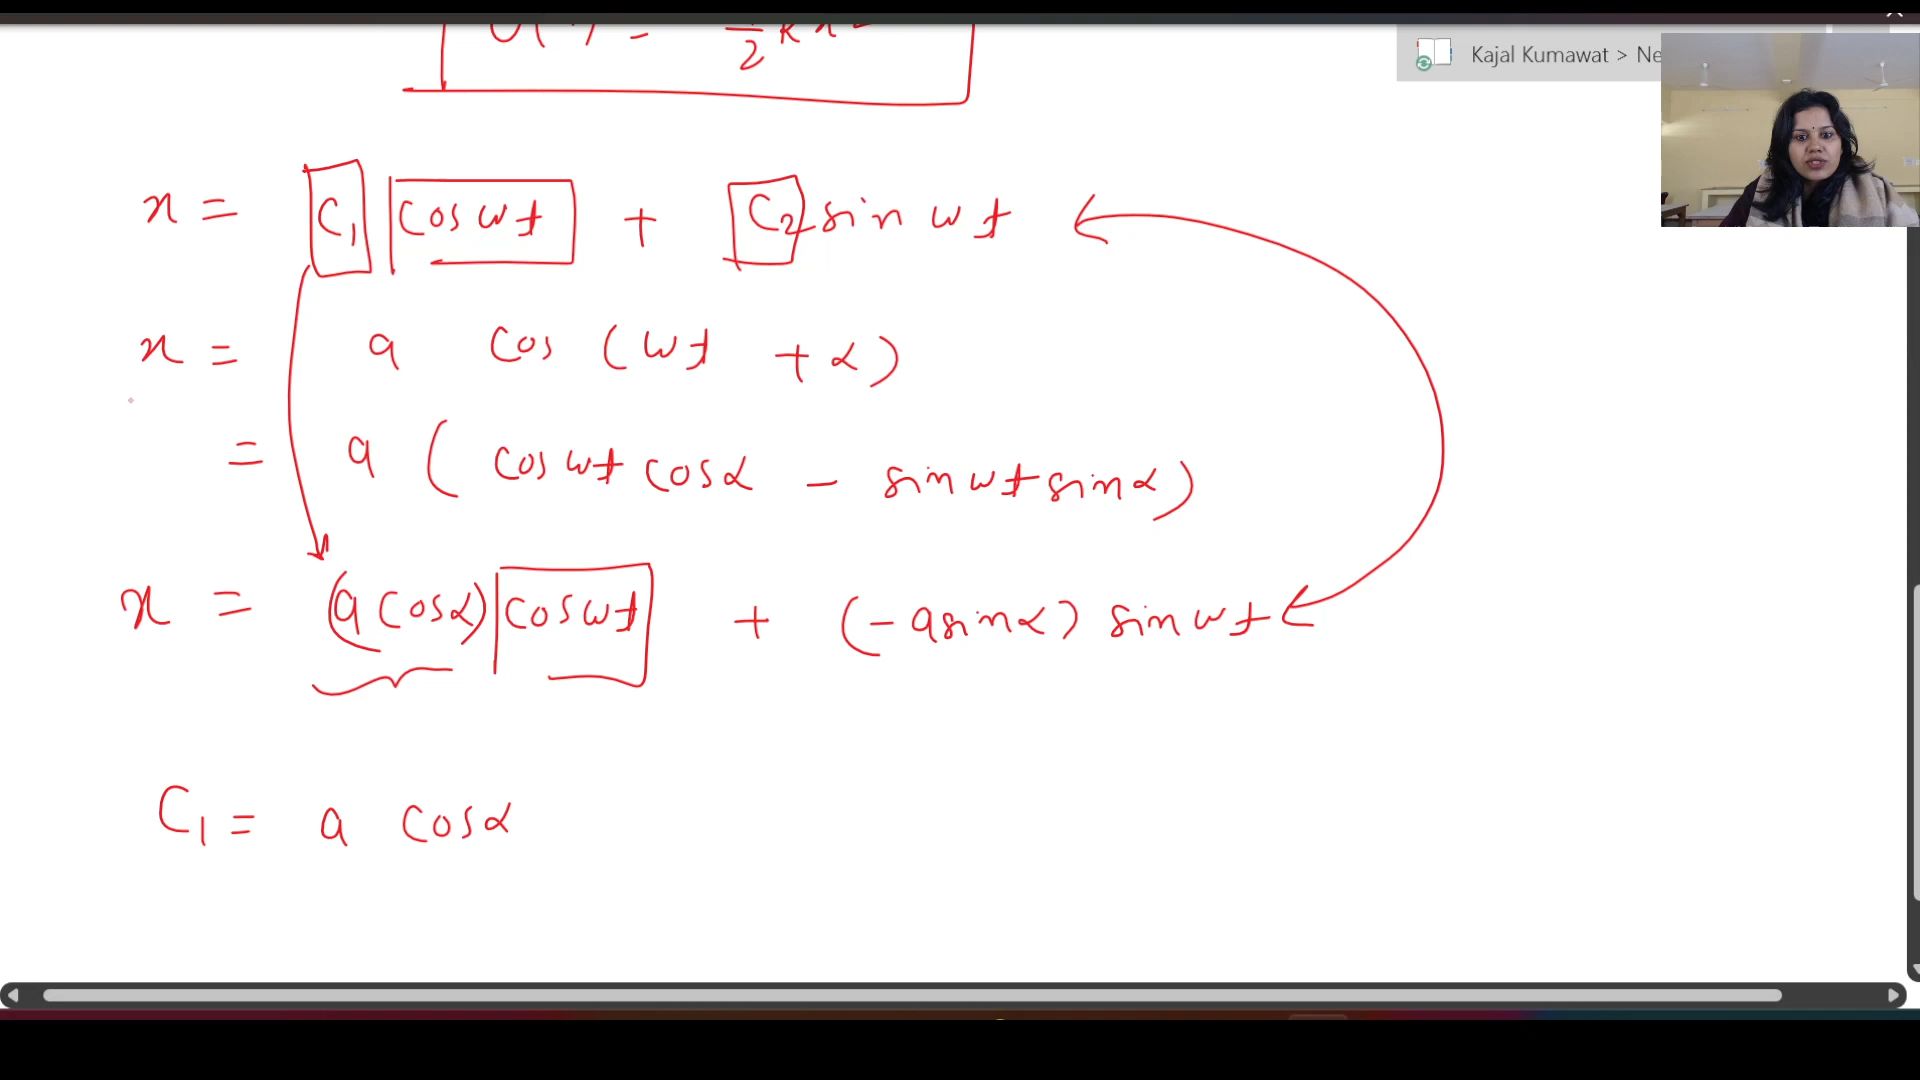 Kajal Kumawat > Ne
x = C₁ cos ωt + C₂ sin ωt
x = a cos (ωt + α)
= a ( cos ωt cos α - sin ωt sin α)
x = (a cos α) cos ωt + (- a sin α) sin ωt
C₁ = a cos α